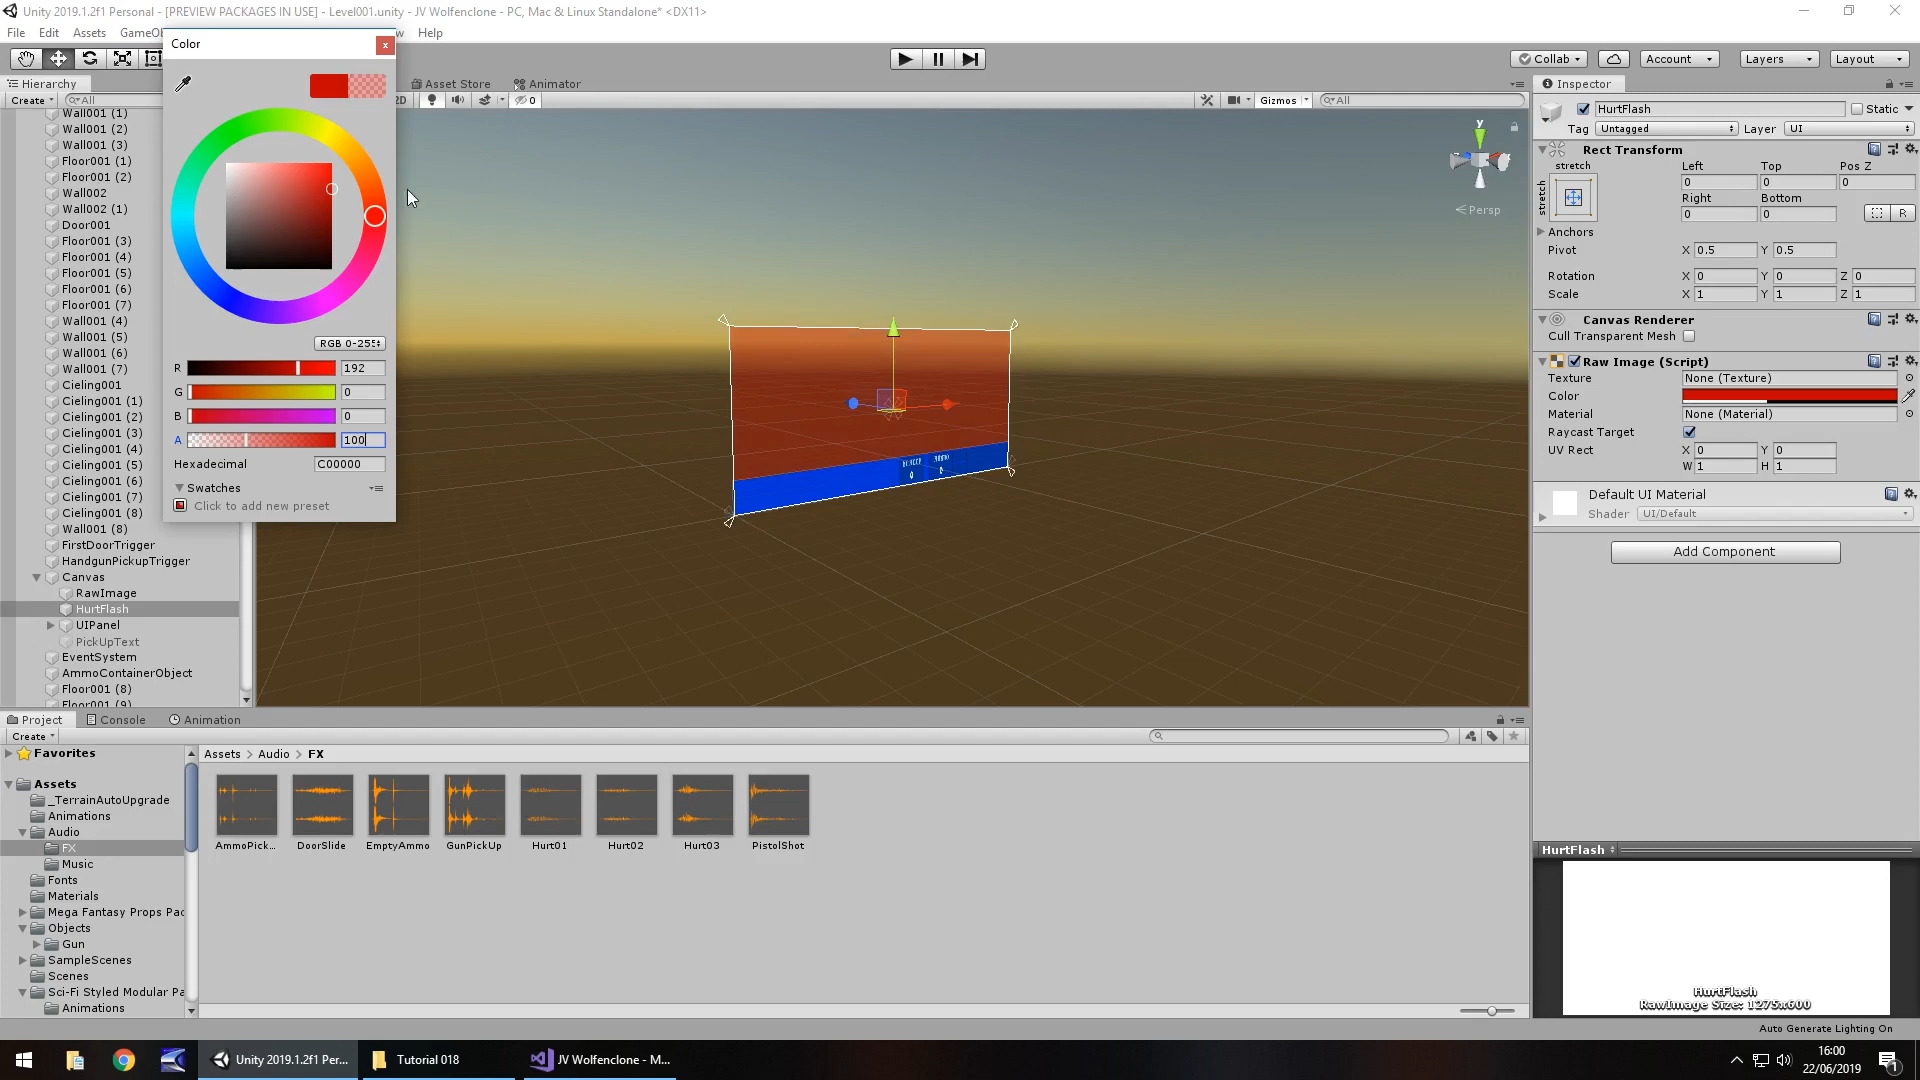 Unity 2019.1.2f1 Personal - [PREVIEW PACKAGES IN USE] - Level001.unity - JV Wolfenclone - PC, Mac & Linux Standalone* <DX11>
File Edit Assets GameOb w Help
Color x
Collab Account Layers Layout
Hierarchy Asset Store Animator Inspector
Create All 2D 0 Gizmos All
HurtFlash Static
Tag Untagged Layer UI
Rect Transform
stretch Left Top Pos Z
stretch 0 0 0
Right Bottom
0 0 R
Anchors
Pivot X 0.5 Y 0.5
Rotation X 0 Y 0 Z 0
Scale X 1 Y 1 Z 1
Canvas Renderer
Cull Transparent Mesh
Raw Image (Script)
Texture None (Texture)
Color
Material None (Material)
Raycast Target
UV Rect X 0 Y 0
W 1 H 1
Default UI Material
Shader UI/Default
Add Component
y
Persp
Wall001 (1)
Wall001 (2)
Wall001 (3)
Floor001 (1)
Floor001 (2)
Wall002
Wall002 (1)
Door001
Floor001 (3)
Floor001 (4)
Floor001 (5)
Floor001 (6)
Floor001 (7)
Wall001 (4)
Wall001 (5)
Wall001 (6)
Wall001 (7)
Cieling001
Cieling001 (1)
Cieling001 (2)
Cieling001 (3)
Cieling001 (4)
Cieling001 (5)
Cieling001 (6)
Cieling001 (7)
Cieling001 (8)
Wall001 (8)
FirstDoorTrigger
HandgunPickupTrigger
Canvas
RawImage
HurtFlash
UIPanel
PickUpText
EventSystem
AmmoContainerObject
Floor001 (8)
Floor001 (9)
RGB 0-255
R 192
G 0
B 0
A 100
Hexadecimal C00000
Swatches
Click to add new preset
AMMO
0
Project Console Animation
Create
Favorites
Assets
_TerrainAutoUpgrade
Animations
Audio
FX
Music
Fonts
Materials
Mega Fantasy Props Pac
Objects
Gun
SampleScenes
Scenes
Sci-Fi Styled Modular Pa
Animations
Assets > Audio > FX
AmmoPick... DoorSlide EmptyAmmo GunPickUp Hurt01 Hurt02 Hurt03 PistolShot
HurtFlash
HurtFlash
RawImage Size: 1275x600
Auto Generate Lighting On
Unity 2019.1.2f1 Per... Tutorial 018 JV Wolfenclone - M...
16:00
22/06/2019
1